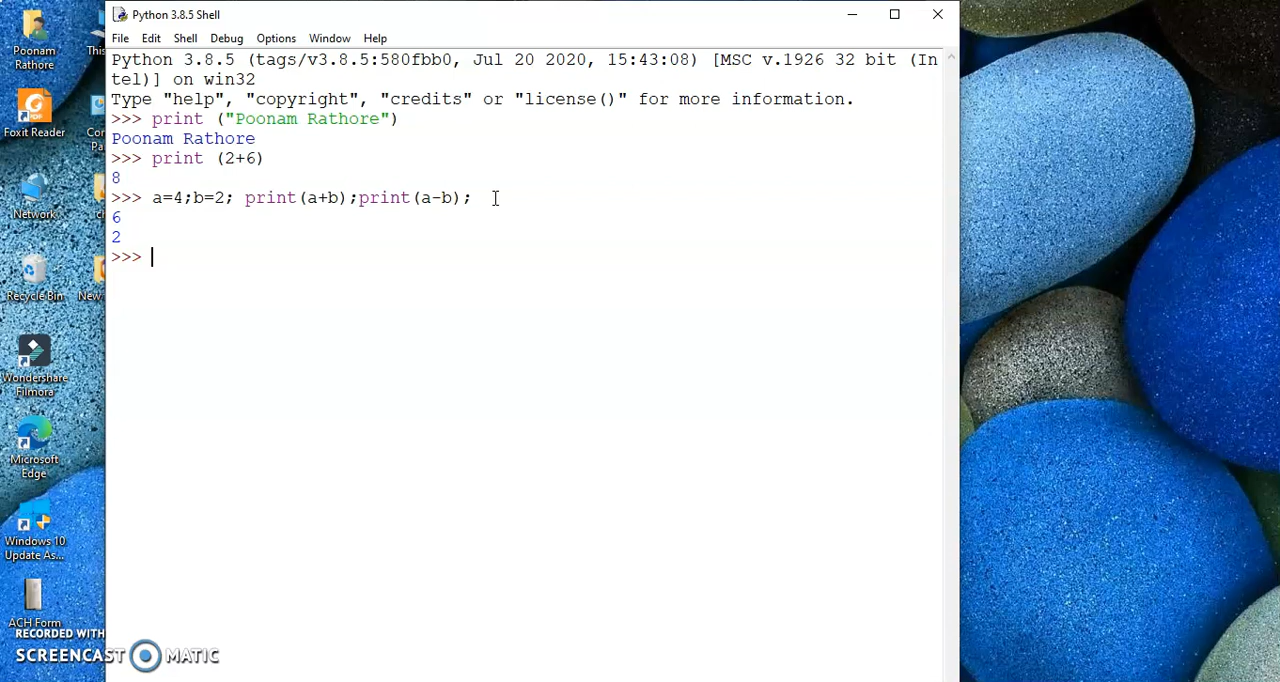 Python 3.8.5 Shell
File Edit Shell Debug Options Window Help
Python 3.8.5 (tags/v3.8.5:580fbb0, Jul 20 2020, 15:43:08) [MSC v.1926 32 bit (In
tel)] on win32
Type "help", "copyright", "credits" or "license()" for more information.
>>> print ("Poonam Rathore")
Poonam Rathore
>>> print (2+6)
8
>>> a=4;b=2; print(a+b);print(a-b);
6
2
>>>
Poonam
Rathore
This
Foxit Reader
Con
Pa
Network
Recycle Bin
New
Wondershare
Filmora
Microsoft
Edge
Windows 10
Update As...
ACH Form
RECORDED WITH
SCREENCAST MATIC